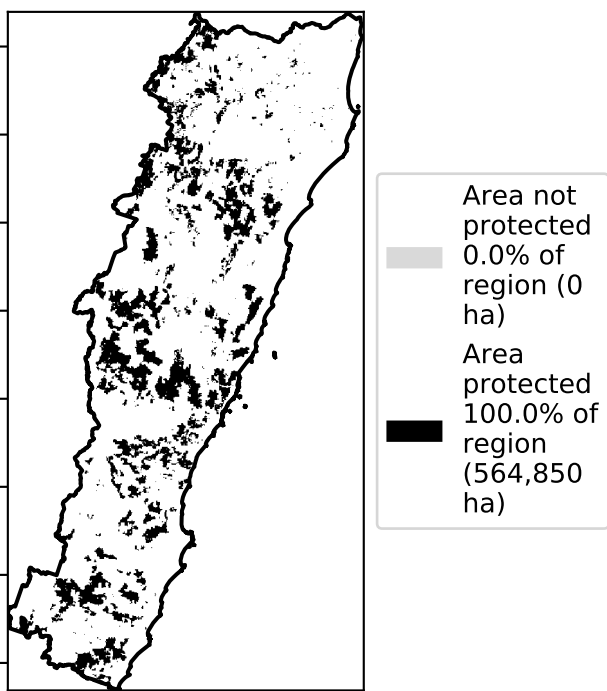 Area not
protected
0.0% of
region (0
ha)
Area
protected
100.0% of
region
(564,850
ha)